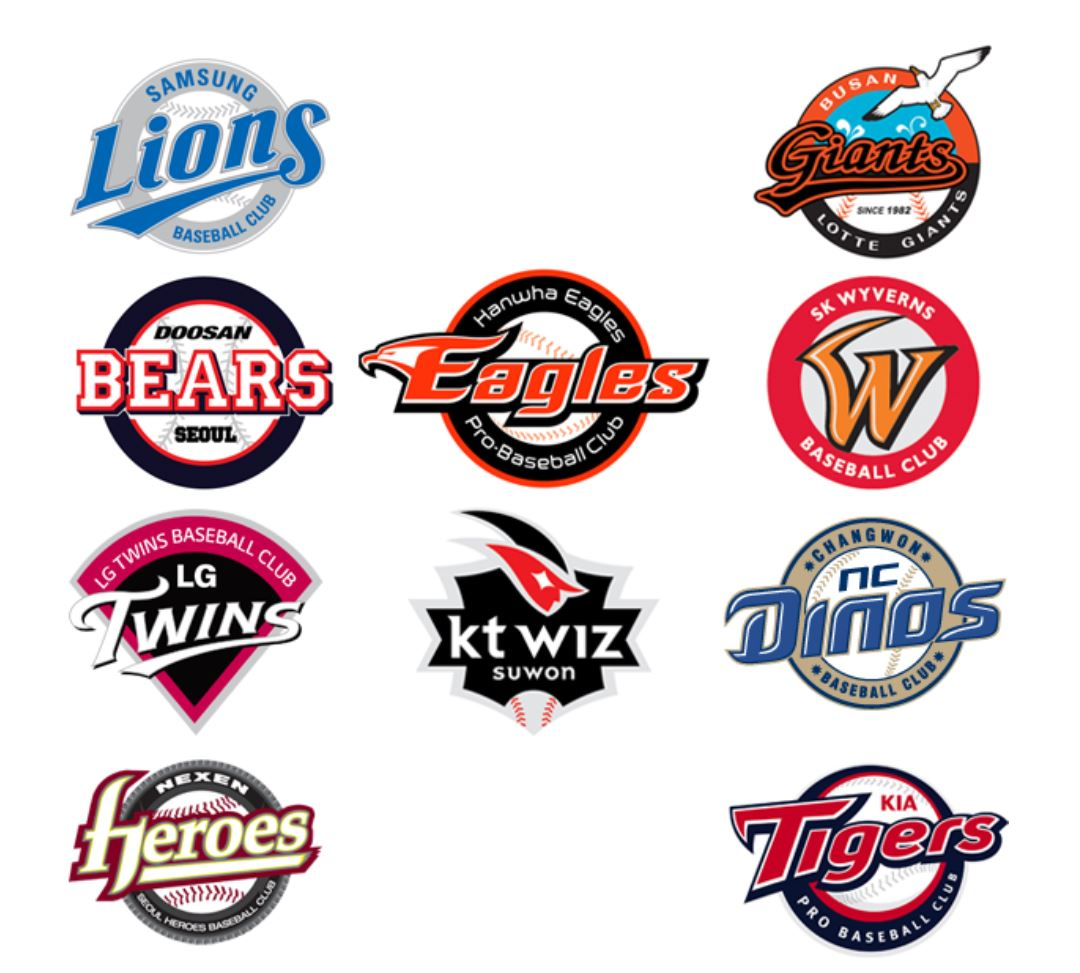 SAMSUNG
Lions
BASEBALL CLUB
BUSAN
Giants
SINCE 1982
LOTTE GIANTS
DOOSAN
BEARS
SEOUL
Hanwha Eagles
Eagles
Pro-Baseball Club
SK WYVERNS
W
BASEBALL CLUB
LG TWINS BASEBALL CLUB
LG
TWINS
kt wiz
suwon
CHANGWON
NC
DINOS
BASEBALL CLUB
NEXEN
Heroes
SEOUL HEROES BASEBALL CLUB
KIA
Tigers
PRO BASEBALL CLUB